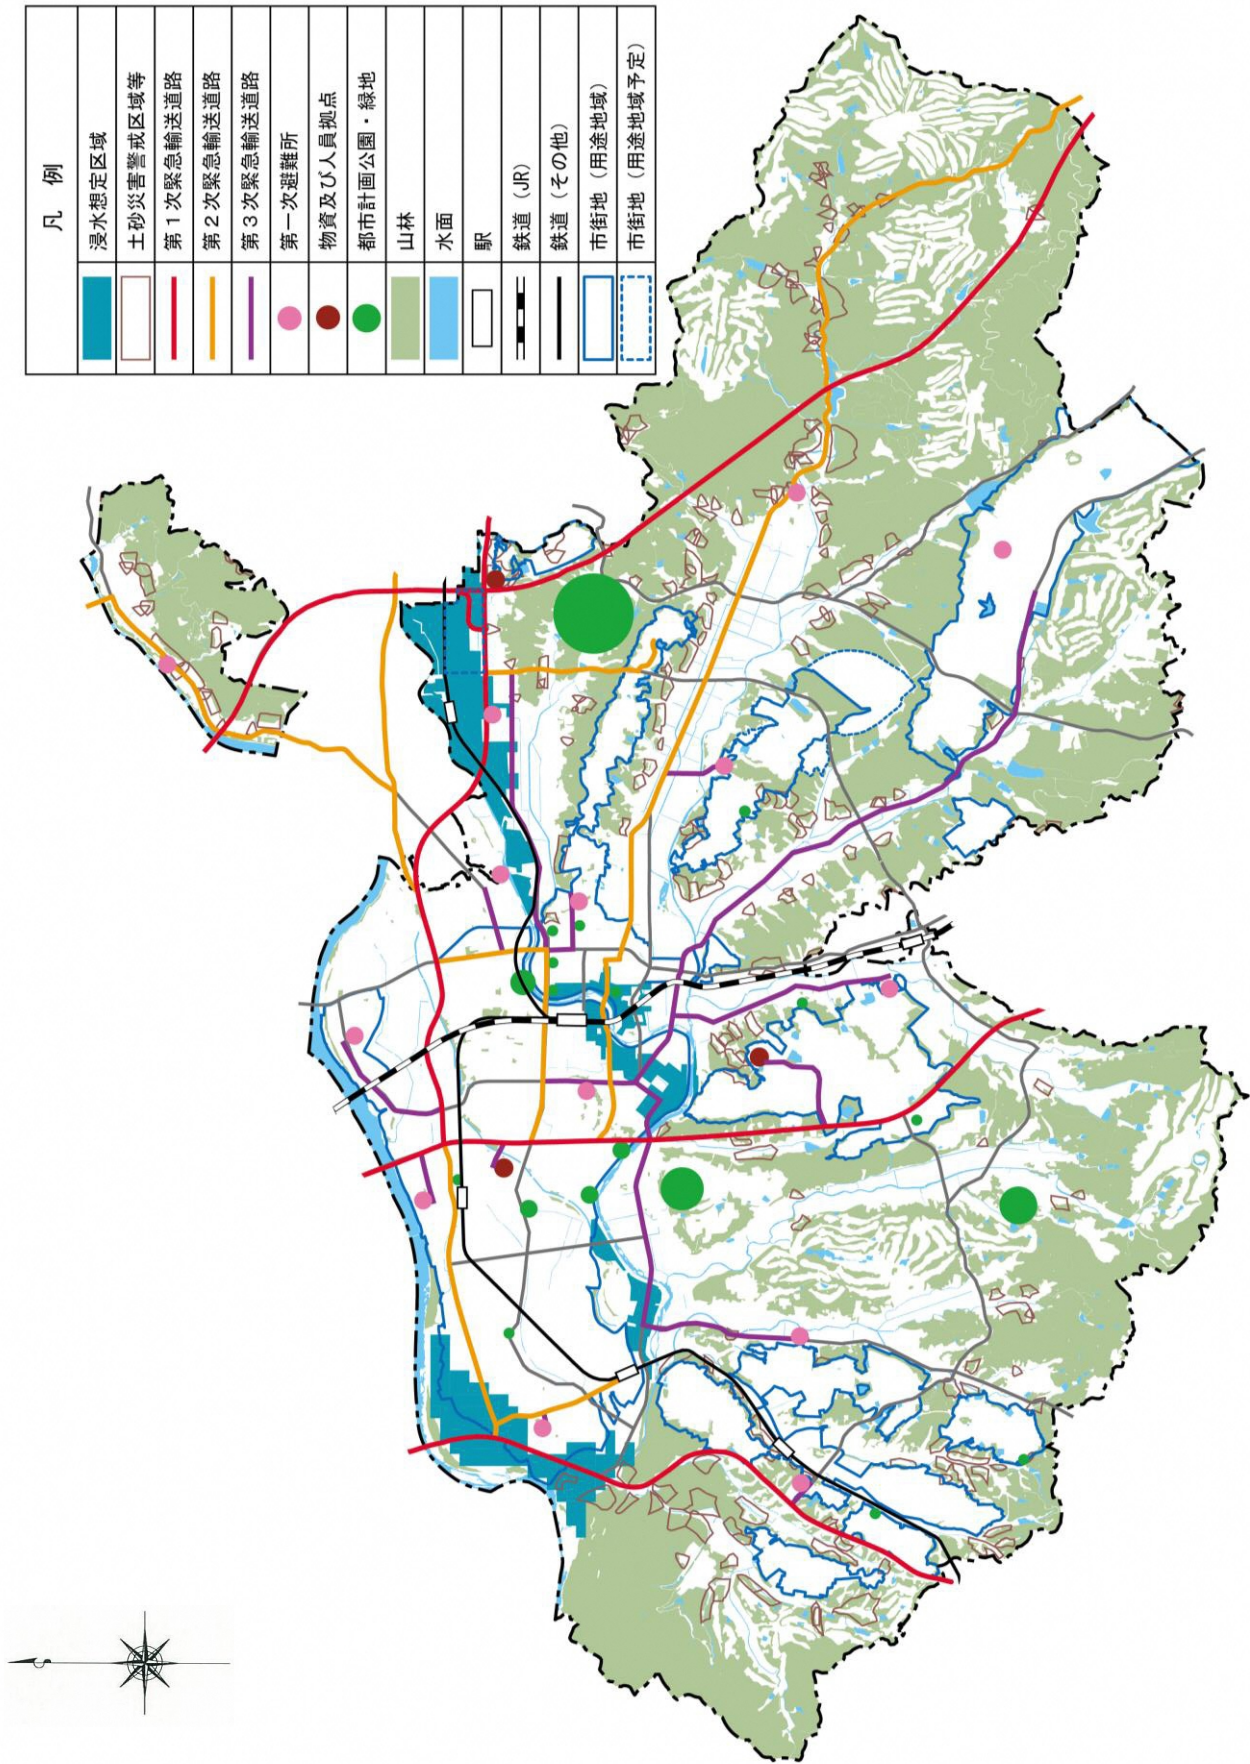 凡 例
浸水想定区域
土砂災害警戒区域等
第１次緊急輸送道路
第２次緊急輸送道路
第３次緊急輸送道路
第一次避難所
物資及び人員拠点
都市計画公園・緑地
山林
水面
駅
鉄道（JR）
鉄道（その他）
市街地（用途地域）
市街地（用途地域予定）